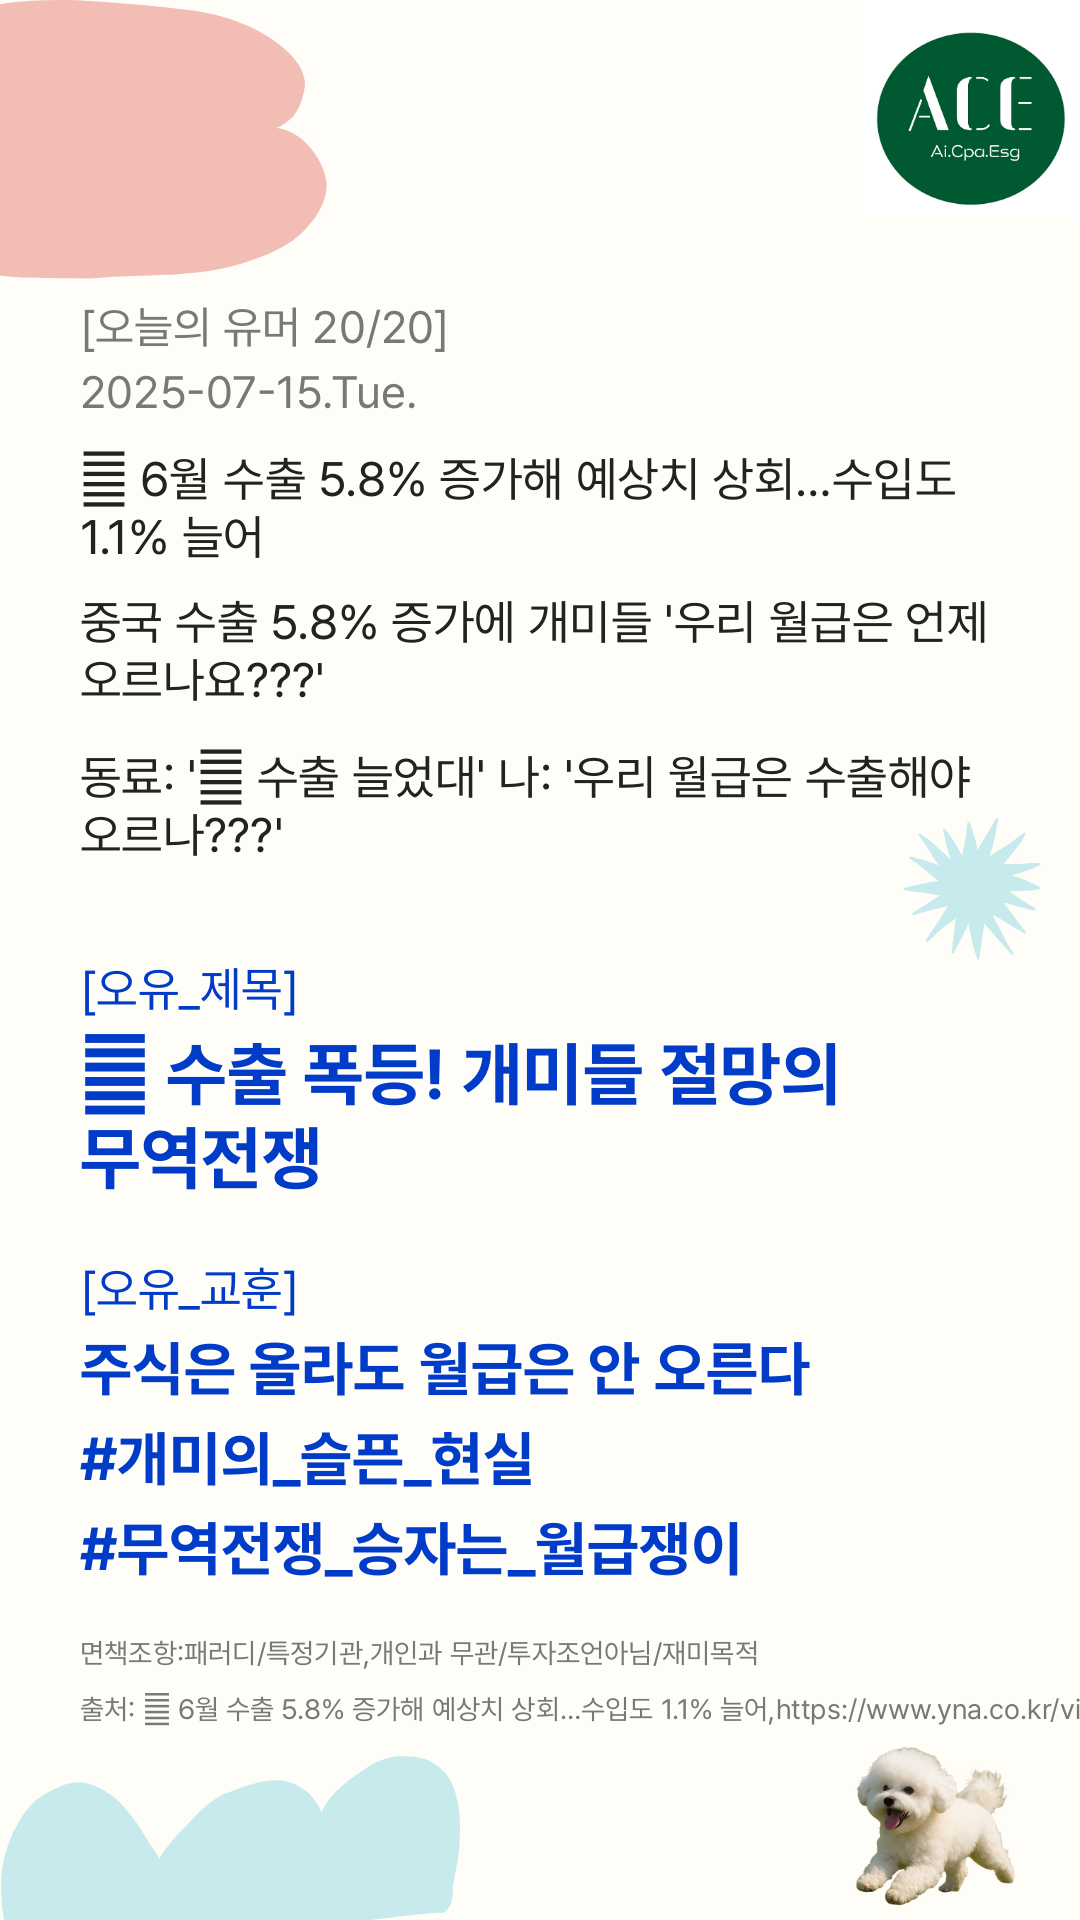 ACE
Ai.Cpa.Esg
[오늘의 유머 20/20]
2025-07-15.Tue.
6월 수출 5.8% 증가해 예상치 상회...수입도
1.1% 늘어
중국 수출 5.8% 증가에 개미들 '우리 월급은 언제
오르나요???'
동료: ' 수출 늘었대' 나: '우리 월급은 수출해야
오르나???'
[오유_제목]
수출 폭등! 개미들 절망의
무역전쟁
[오유_교훈]
주식은 올라도 월급은 안 오른다
#개미의_슬픈_현실
#무역전쟁_승자는_월급쟁이
면책조항:패러디/특정기관,개인과 무관/투자조언아님/재미목적
출처: 6월 수출 5.8% 증가해 예상치 상회...수입도 1.1% 늘어,https://www.yna.co.kr/vi